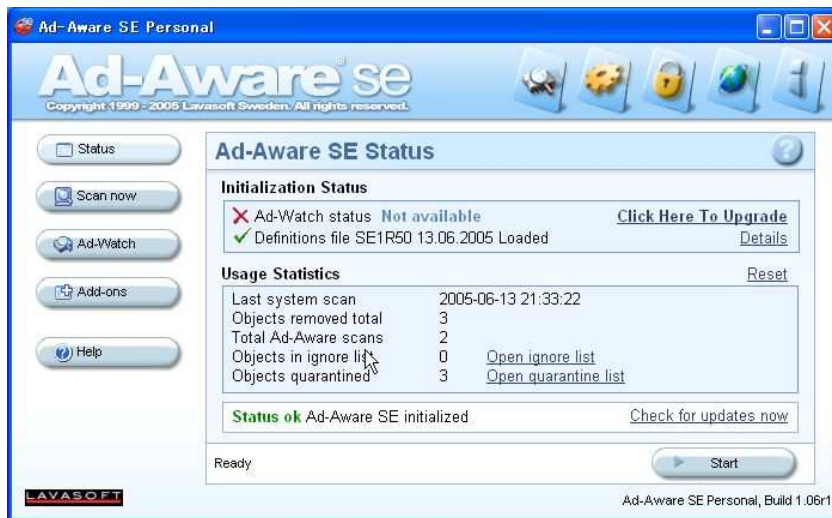 Ad-Aware SE Personal
Ad-Aware SE
Copyright 1999 - 2005 Lavasoft Sweden. All rights reserved.
Status
Scan now
Ad-Watch
Add-ons
Help
Ad-Aware SE Status
Initialization Status
Ad-Watch status Not available Click Here To Upgrade
Definitions file SE1R50 13.06.2005 Loaded Details
Usage Statistics Reset
Last system scan 2005-06-13 21:33:22
Objects removed total 3
Total Ad-Aware scans 2
Objects in ignore list 0 Open ignore list
Objects quarantined 3 Open quarantine list
Status ok Ad-Aware SE initialized Check for updates now
Ready Start
LAVASOFT
Ad-Aware SE Personal, Build 1.06r1